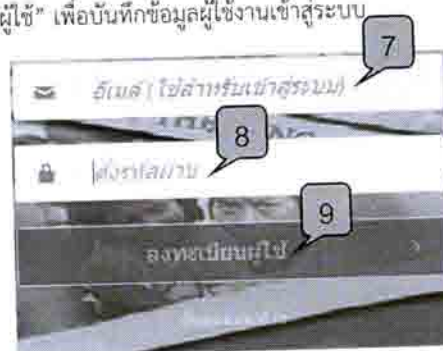 ผู้ใช้” เพื่อบันทึกข้อมูลผู้ใช้งานเข้าสู่ระบบ
7
อีเมล์ (ใช้สำหรับเข้าสู่ระบบ)
8
ตั้งรหัสผ่าน
9
ลงทะเบียนผู้ใช้